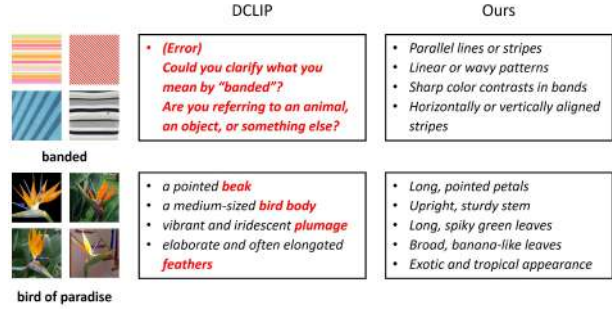 DCLIP
Ours
• (Error)
Could you clarify what you
mean by "banded"?
Are you referring to an animal,
an object, or something else?
• Parallel lines or stripes
• Linear or wavy patterns
• Sharp color contrasts in bands
• Horizontally or vertically aligned
stripes
banded
• a pointed beak
• a medium-sized bird body
• vibrant and iridescent plumage
• elaborate and often elongated
feathers
• Long, pointed petals
• Upright, sturdy stem
• Long, spiky green leaves
• Broad, banana-like leaves
• Exotic and tropical appearance
bird of paradise